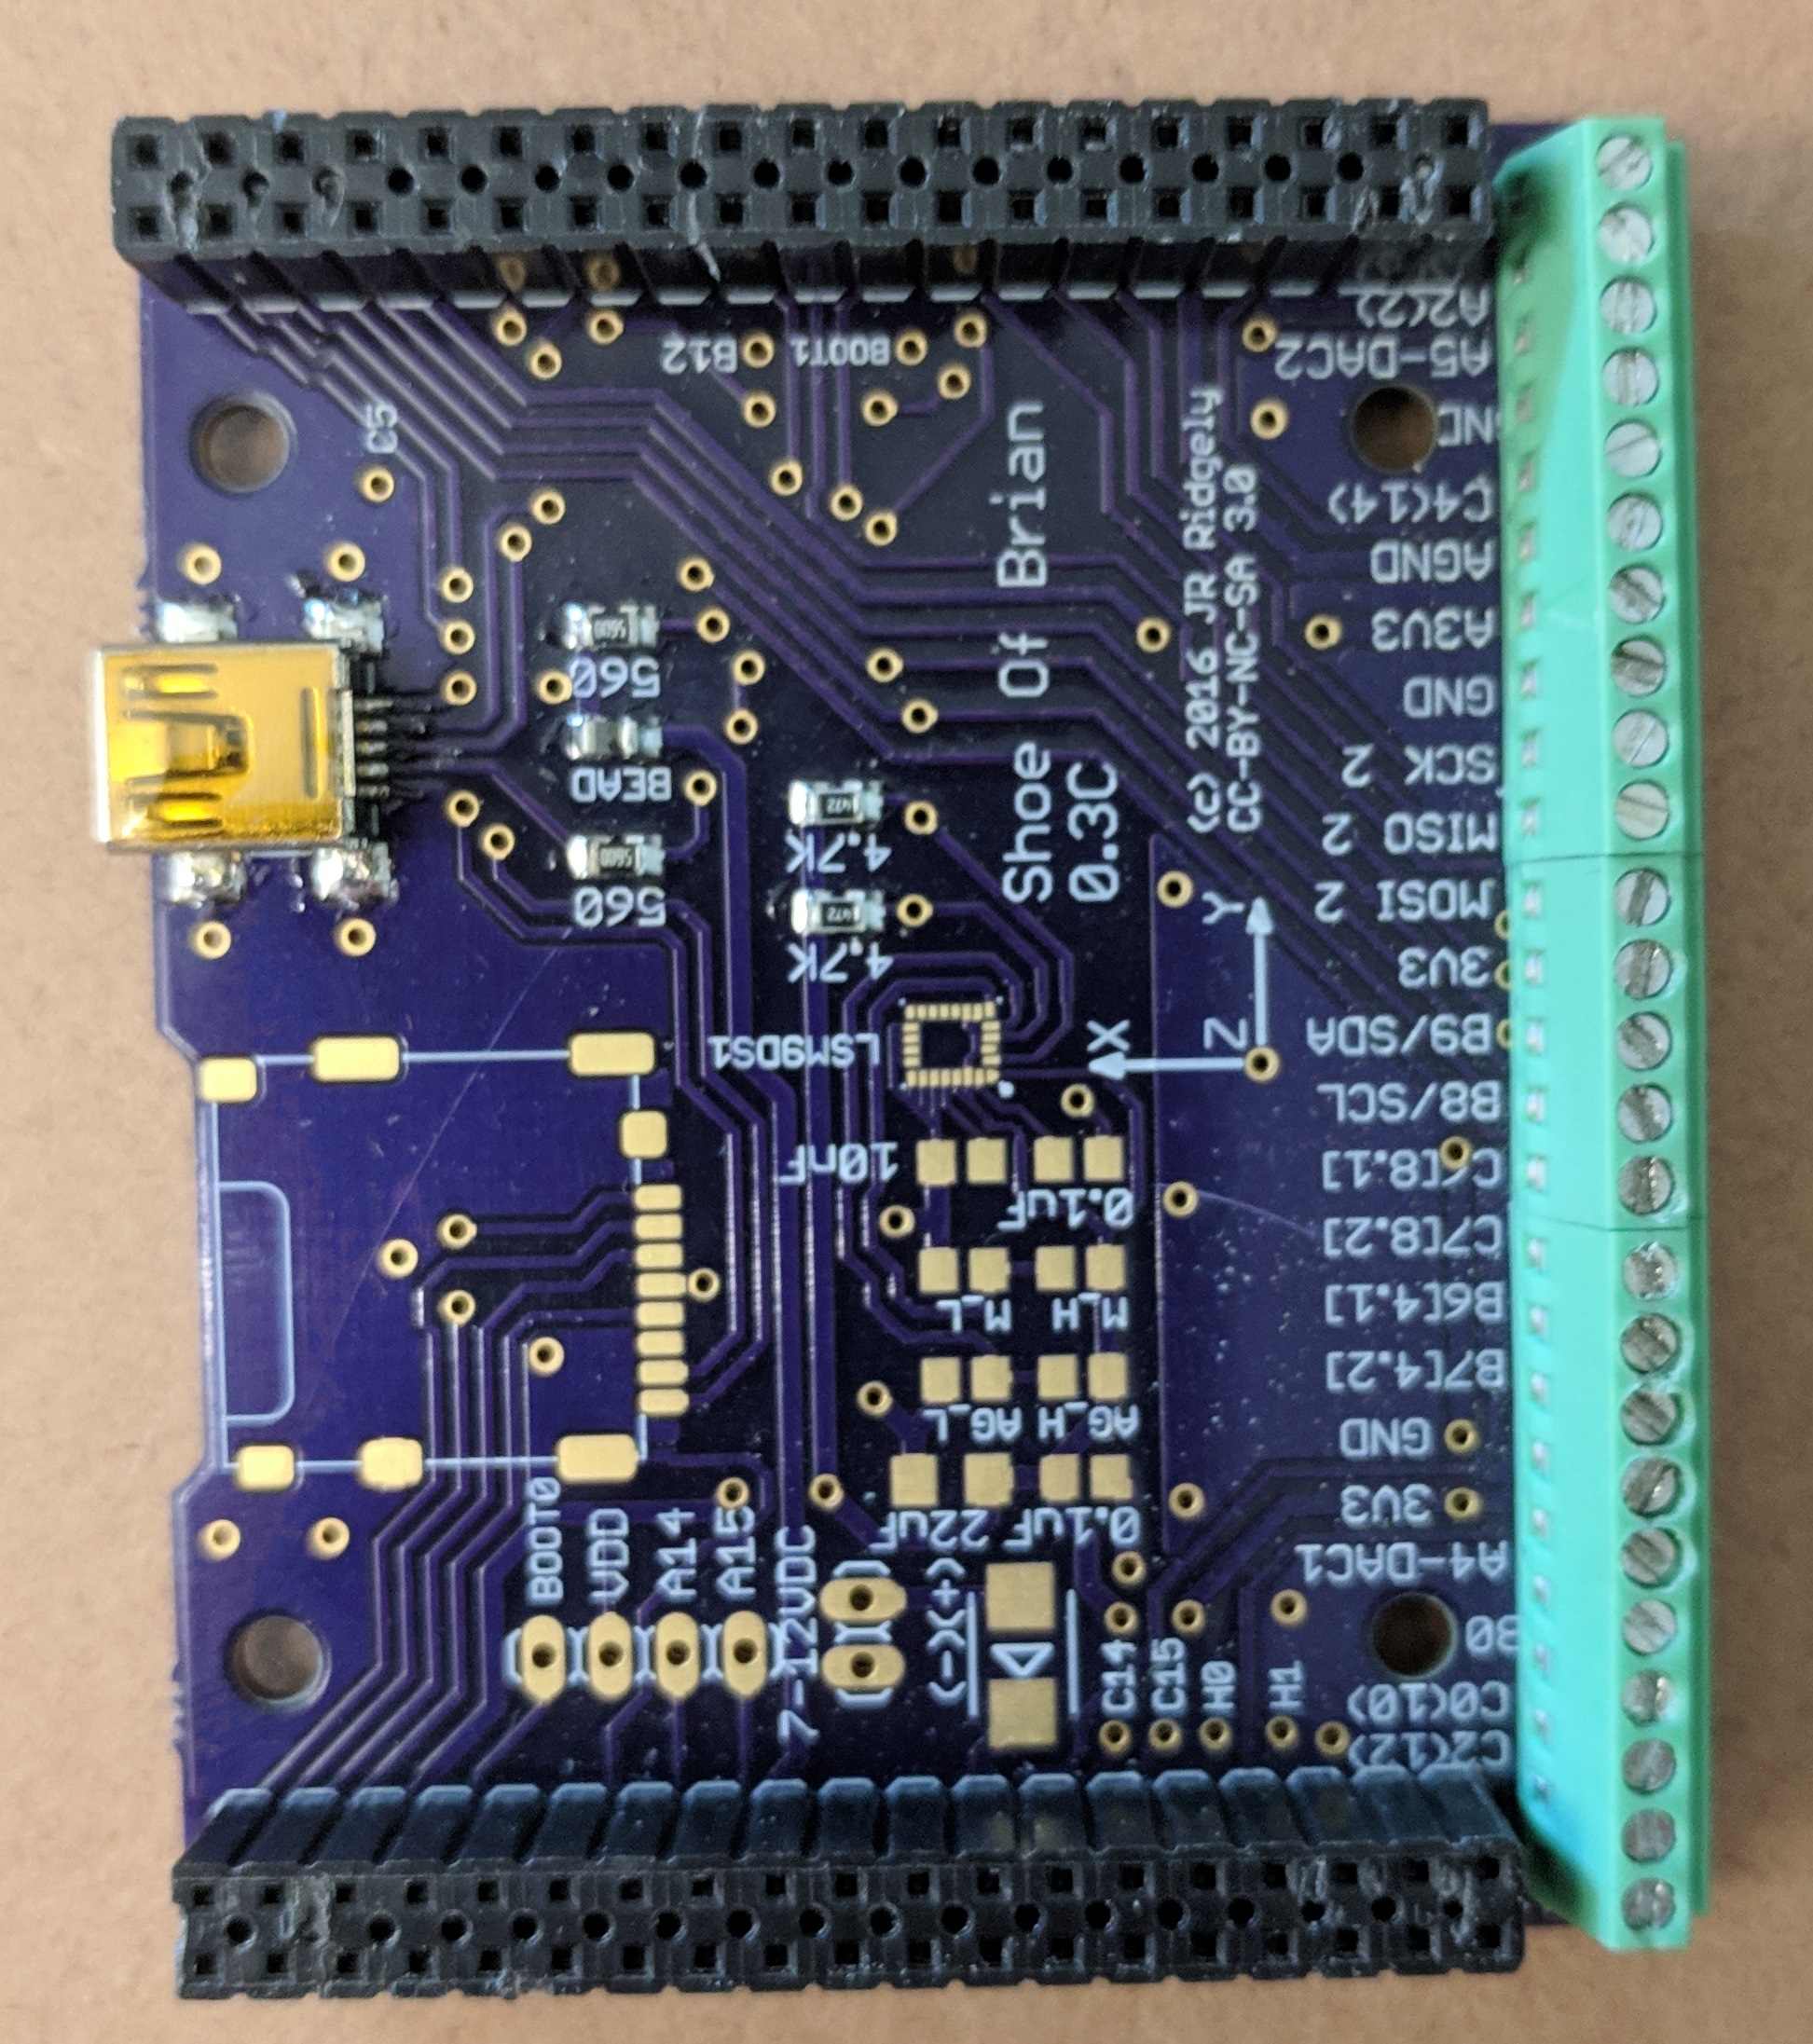 A2(2)
A5-DAC2
C4(14)
AGND
A3V3
GND
SCK 2
MISO 2
MOSI 2
3V3
B9/SDA
B8/SCL
C6[8.1]
C7[8.2]
B6[4.1]
B7[4.2]
GND
3V3
A4-DAC1
C0(10)
C2(12)
B12
BOOT1
C5
Shoe Of Brian
0.3C
(c) 2016 JR Ridgely
CC-BY-NC-SA 3.0
560
BEAD
560
4.7K
4.7K
472
472
LSM9DS1
X
Y
Z
10nF
0.1uF
M_L
M_H
AG_L
AG_H
22uF
0.1uF
BOOT0
VDD
A14
A15
7-12VDC
(-)(+)
C14
C15
H0
H1